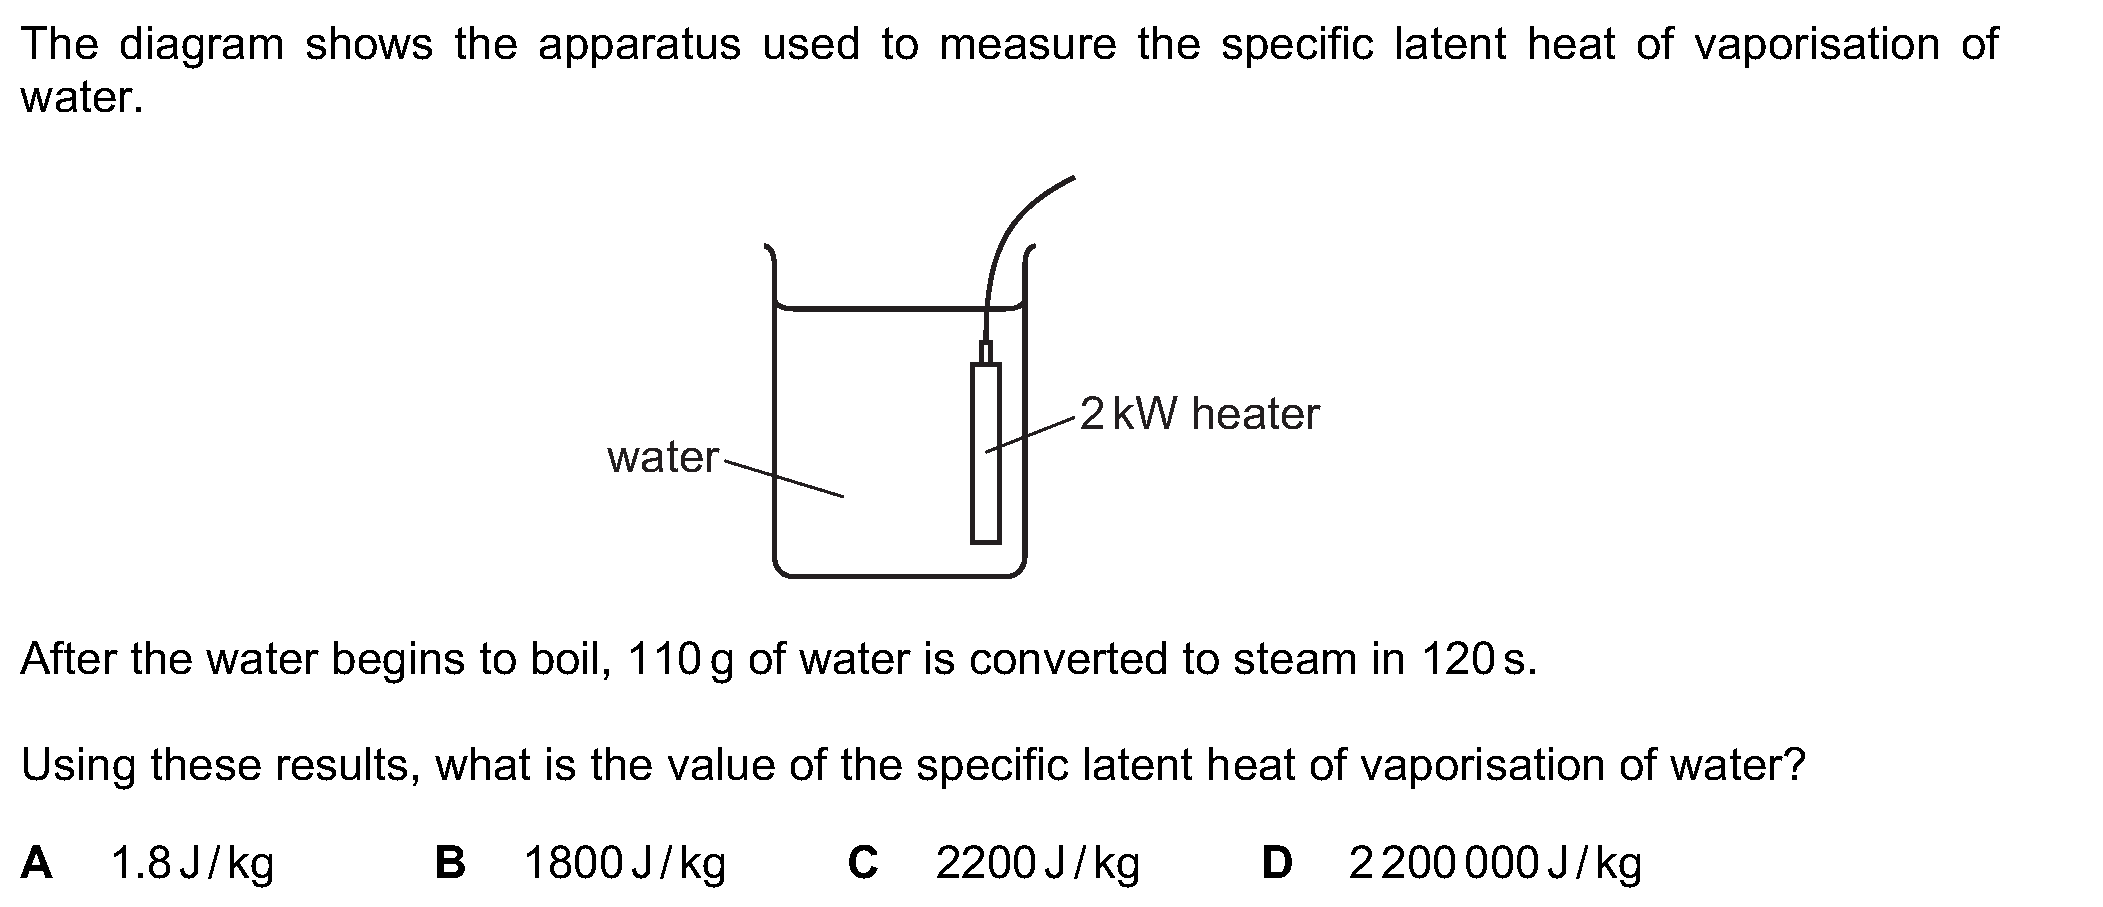 The diagram shows the apparatus used to measure the specific latent heat of vaporisation of
water.
2 kW heater
water
After the water begins to boil, 110 g of water is converted to steam in 120 s.
Using these results, what is the value of the specific latent heat of vaporisation of water?
A 1.8 J / kg B 1800 J / kg C 2200 J / kg D 2 200 000 J / kg